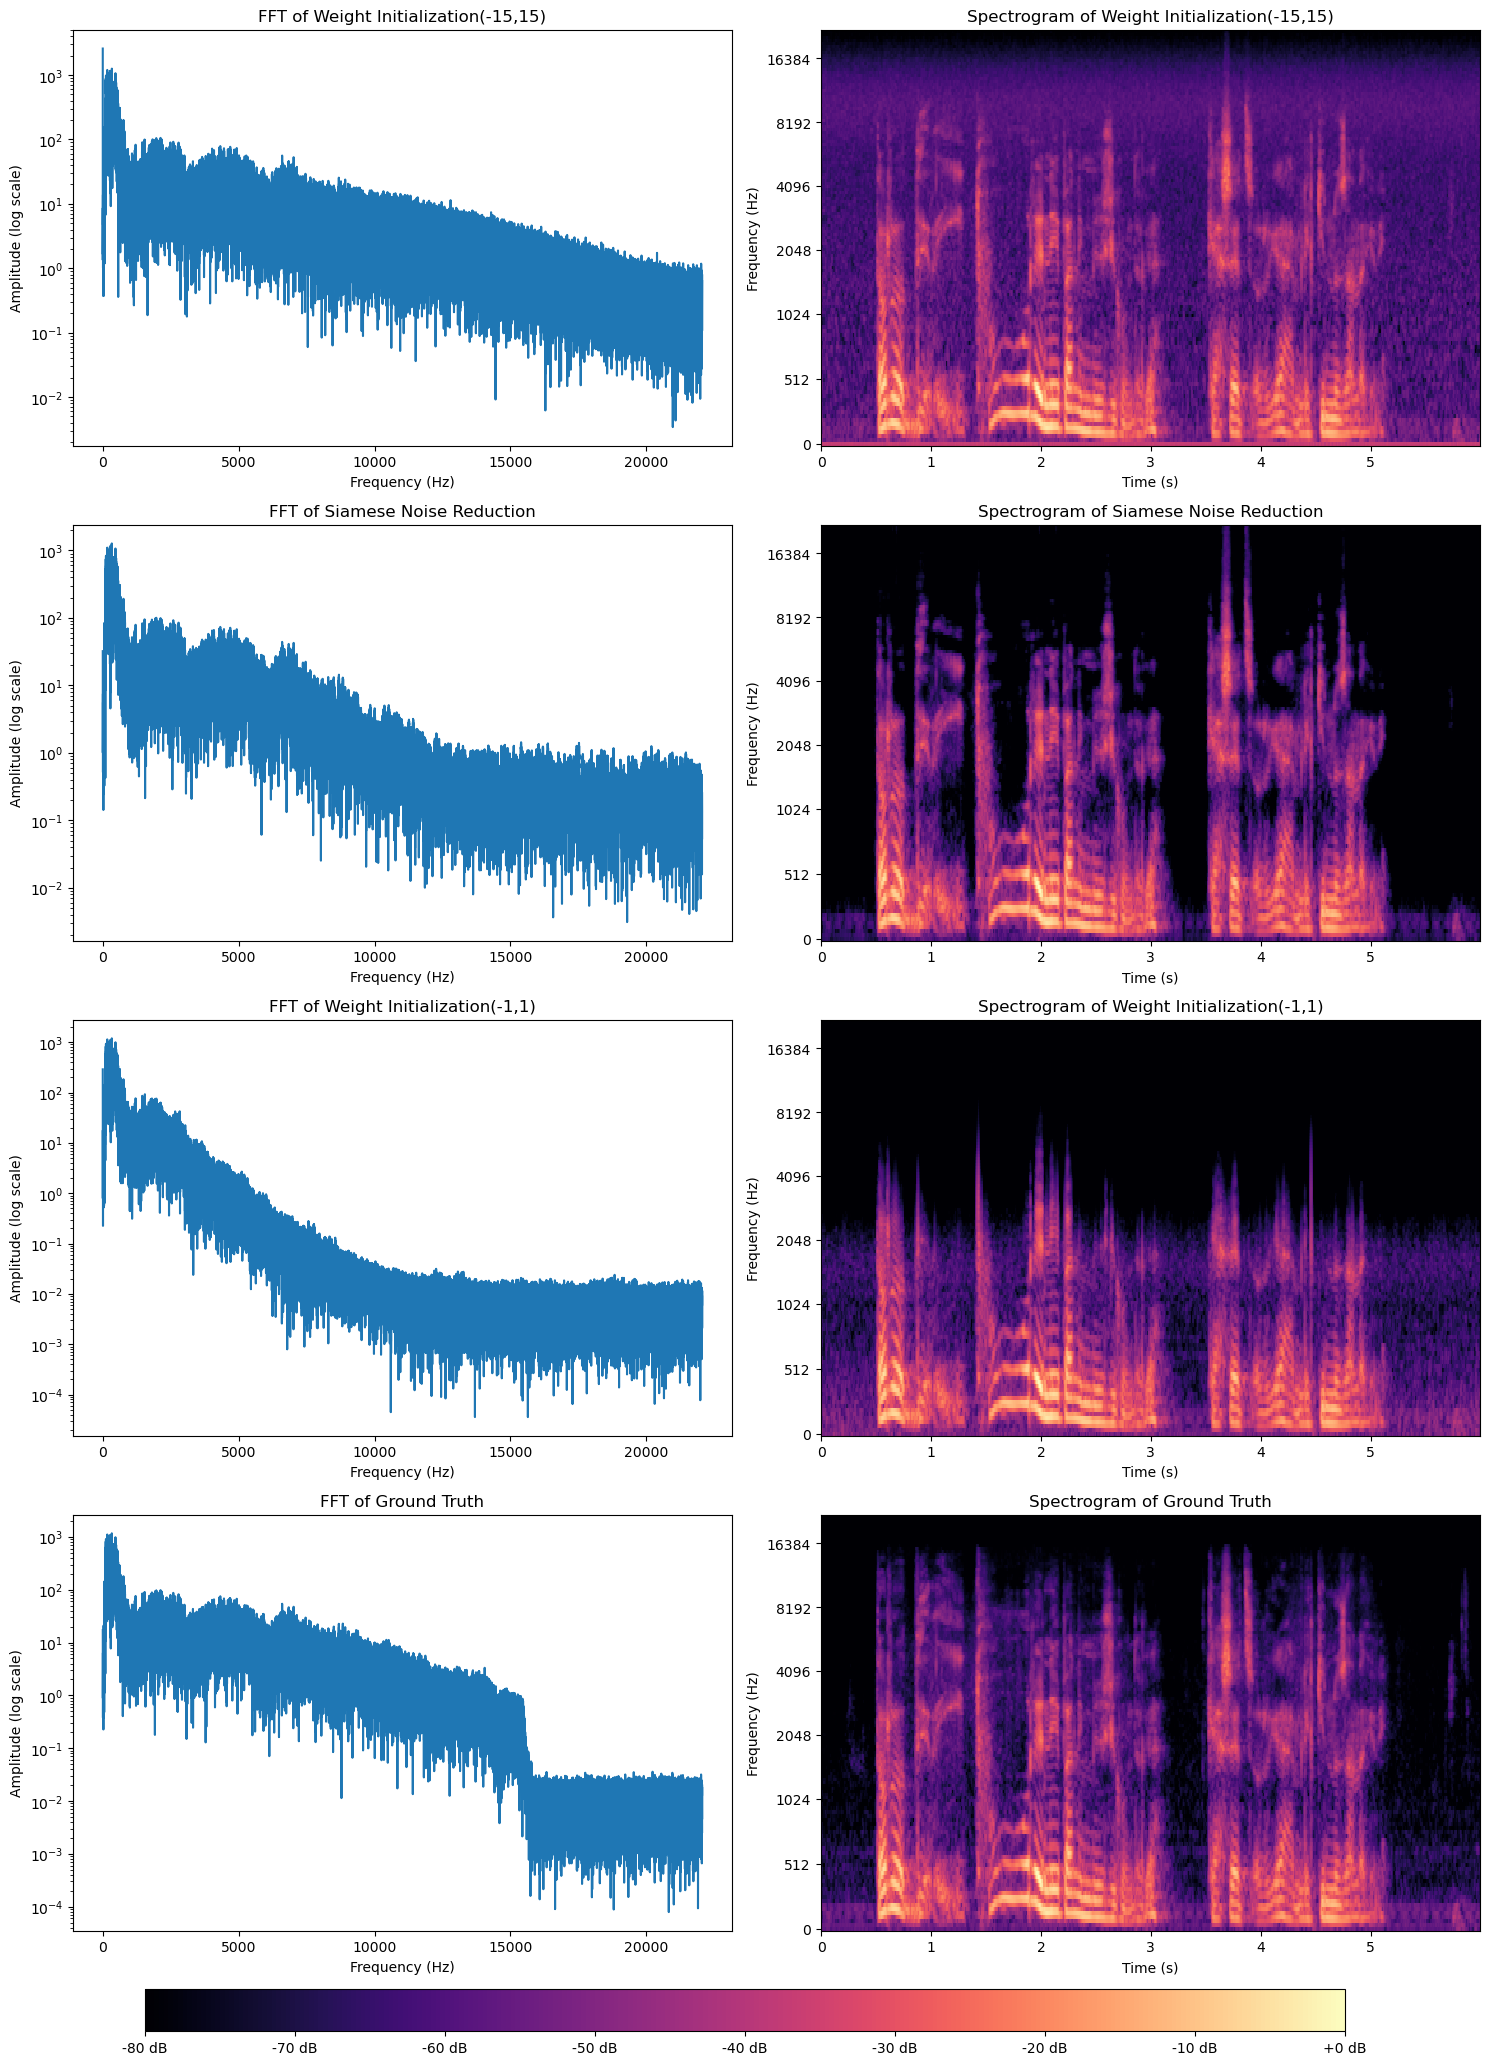 FFT of Weight Initialization(-15,15)
Spectrogram of Weight Initialization(-15,15)
Amplitude (log scale)
10³
10²
10¹
10⁰
10⁻¹
10⁻²
0 5000 10000 15000 20000
Frequency (Hz)
Frequency (Hz)
16384
8192
4096
2048
1024
512
0
0 1 2 3 4 5
Time (s)
FFT of Siamese Noise Reduction
Spectrogram of Siamese Noise Reduction
Amplitude (log scale)
10³
10²
10¹
10⁰
10⁻¹
10⁻²
0 5000 10000 15000 20000
Frequency (Hz)
Frequency (Hz)
16384
8192
4096
2048
1024
512
0
0 1 2 3 4 5
Time (s)
FFT of Weight Initialization(-1,1)
Spectrogram of Weight Initialization(-1,1)
Amplitude (log scale)
10³
10²
10¹
10⁰
10⁻¹
10⁻²
10⁻³
10⁻⁴
0 5000 10000 15000 20000
Frequency (Hz)
Frequency (Hz)
16384
8192
4096
2048
1024
512
0
0 1 2 3 4 5
Time (s)
FFT of Ground Truth
Spectrogram of Ground Truth
Amplitude (log scale)
10³
10²
10¹
10⁰
10⁻¹
10⁻²
10⁻³
10⁻⁴
0 5000 10000 15000 20000
Frequency (Hz)
Frequency (Hz)
16384
8192
4096
2048
1024
512
0
0 1 2 3 4 5
Time (s)
-80 dB -70 dB -60 dB -50 dB -40 dB -30 dB -20 dB -10 dB +0 dB